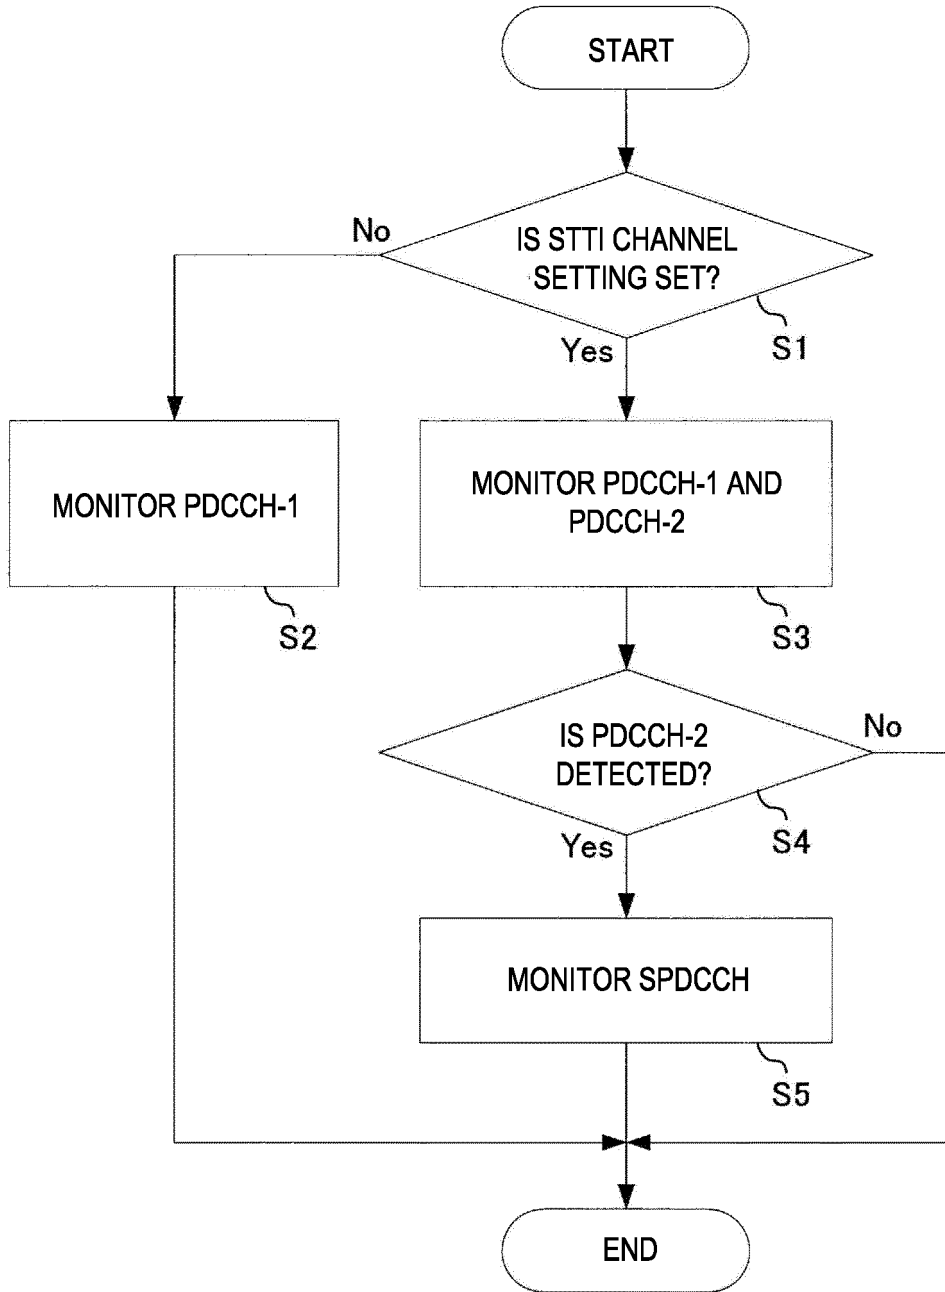 START
No
IS STTI CHANNEL
SETTING SET?
S1
Yes
MONITOR PDCCH-1
S2
MONITOR PDCCH-1 AND
PDCCH-2
S3
No
IS PDCCH-2
DETECTED?
S4
Yes
MONITOR SPDCCH
S5
END